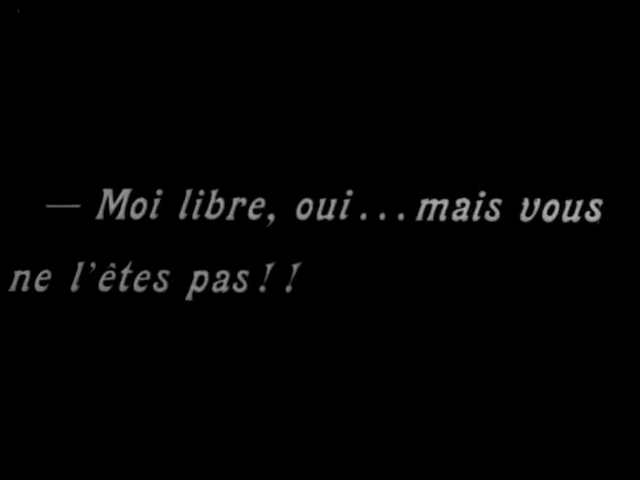 — Moi libre, oui...mais vous
ne l'êtes pas!!